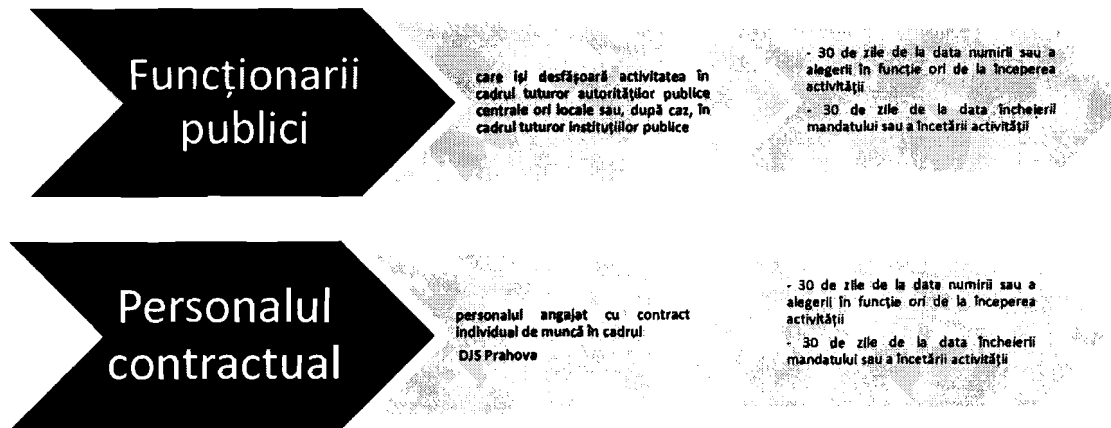 Funcționarii
publici
care își desfășoară activitatea în
cadrul tuturor autorităților publice
centrale ori locale sau, după caz, în
cadrul tuturor instituțiilor publice
- 30 de zile de la data numirii sau a
alegerii în funcție ori de la începerea
activității
- 30 de zile de la data încheierii
mandatului sau a încetării activității
Personalul
contractual
personalul angajat cu contract
individual de muncă în cadrul
DJS Prahova
- 30 de zile de la data numirii sau a
alegerii în funcție ori de la începerea
activității
- 30 de zile de la data încheierii
mandatului sau a încetării activității